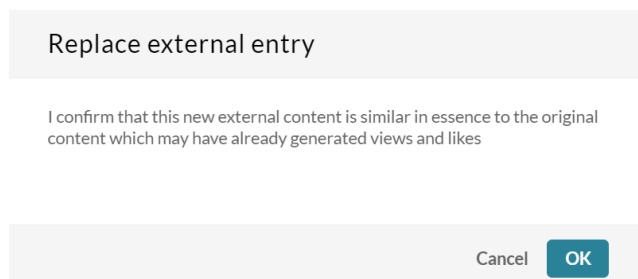 Replace external entry
I confirm that this new external content is similar in essence to the original
content which may have already generated views and likes
Cancel OK